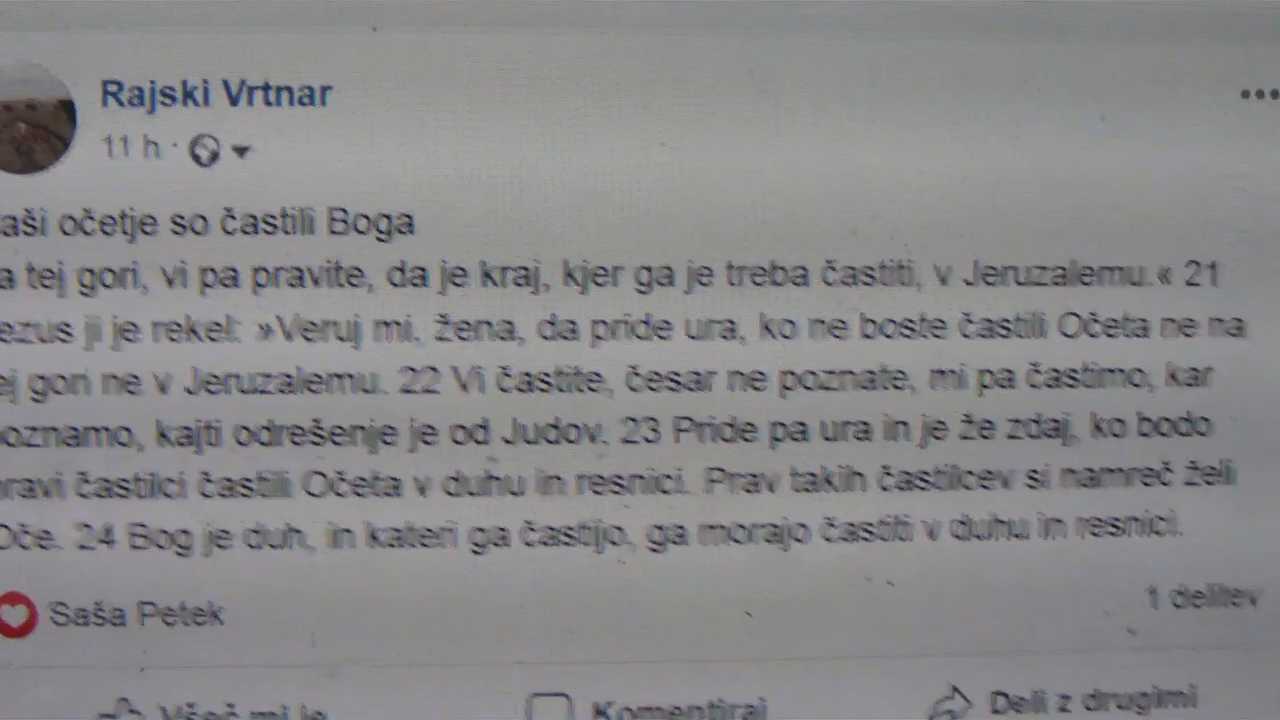 Rajski Vrtnar
11 h ·
aši očetje so častili Boga
a tej gori, vi pa pravite, da je kraj, kjer ga je treba častiti, v Jeruzalemu.« 21
ezus ji je rekel: »Veruj mi, žena, da pride ura, ko ne boste častili Očeta ne na
ej gori ne v Jeruzalemu. 22 Vi častite, česar ne poznate, mi pa častimo, kar
poznamo, kajti odrešenje je od Judov. 23 Pride pa ura in je že zdaj, ko bodo
pravi častilci častili Očeta v duhu in resnici. Prav takih častilcev si namreč želi
Oče. 24 Bog je duh, in kateri ga častijo, ga morajo častiti v duhu in resnici.
Saša Petek
1 delitev
Všeč mi je
Komentiraj
Deli z drugimi